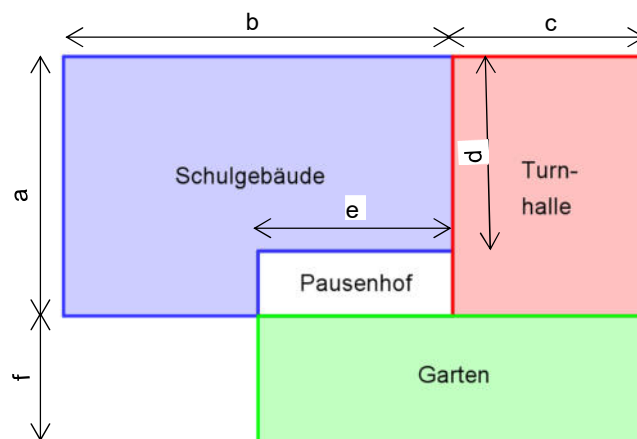 b
c
a
d
Schulgebäude
Turn-
halle
e
Pausenhof
f
Garten